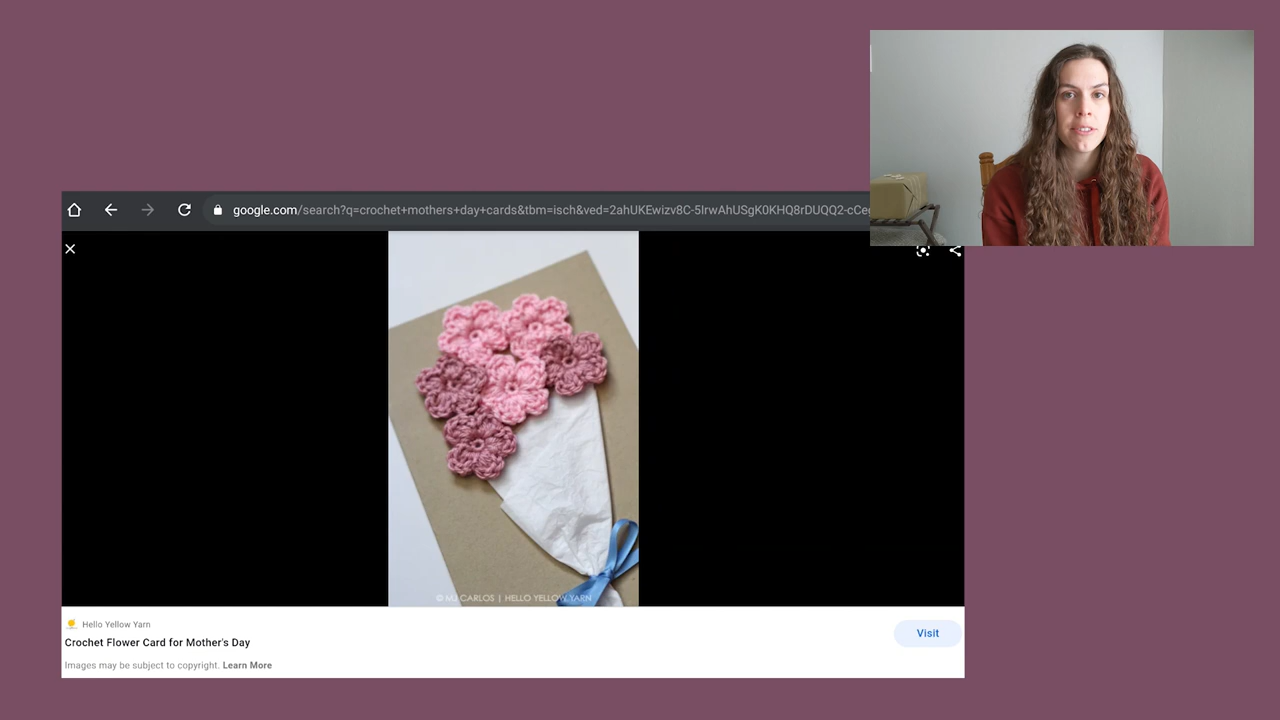 google.com/search?q=crochet+mothers+day+cards&tbm=isch&ved=2ahUKEwizv8C-5IrwAhUSgK0KHQ8rDUQQ2-cCeg
© MJ CARLOS | HELLO YELLOW YARN
Hello Yellow Yarn
Crochet Flower Card for Mother's Day
Visit
Images may be subject to copyright. Learn More